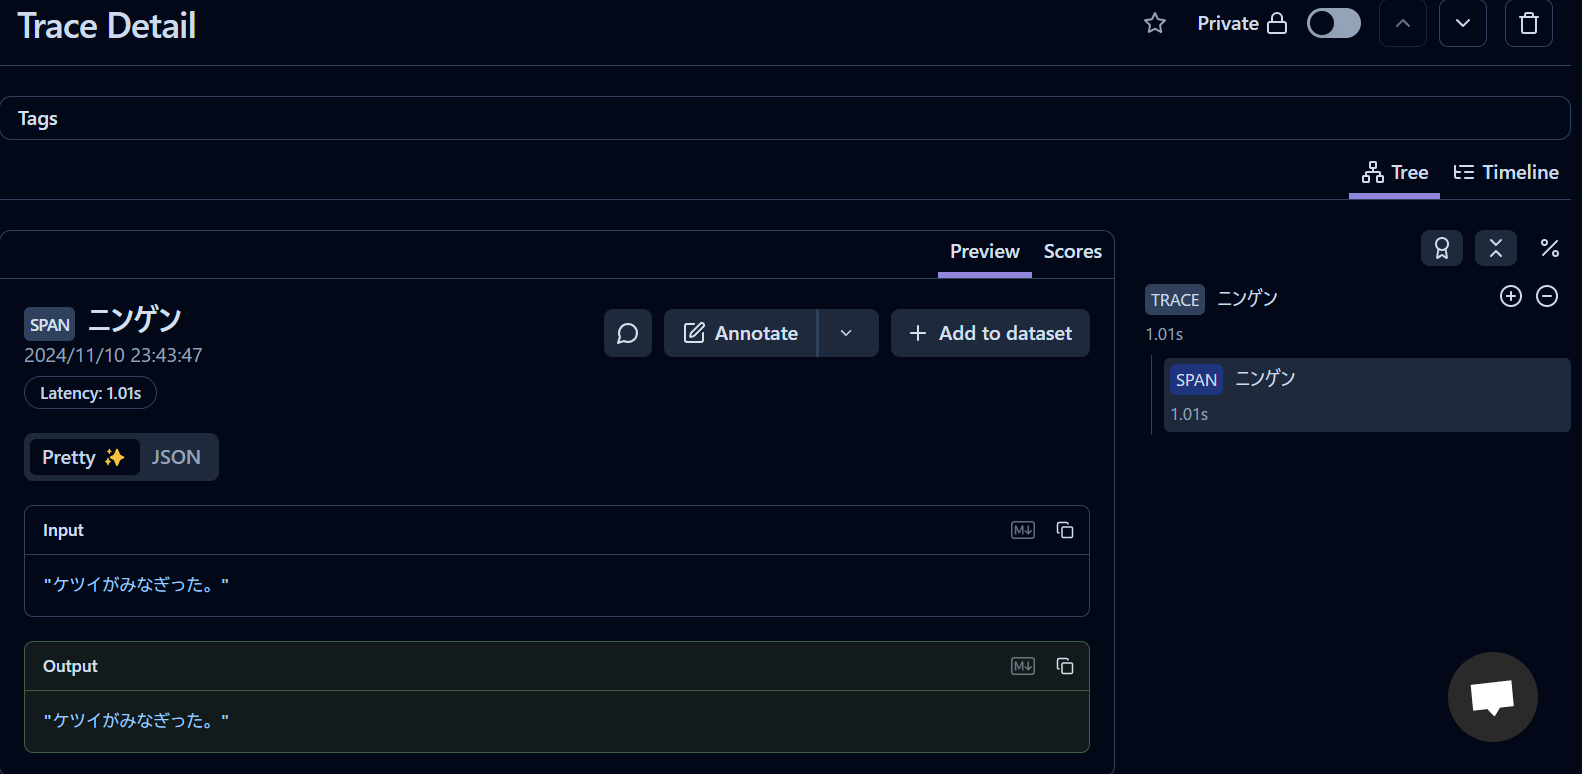 Trace Detail
Private
Tags
Tree
Timeline
Preview
Scores
SPAN ニンゲン
2024/11/10 23:43:47
Latency: 1.01s
Annotate
Add to dataset
Pretty ✨
JSON
Input
M↓
"ケツイがみなぎった。"
Output
M↓
"ケツイがみなぎった。"
%
TRACE ニンゲン
1.01s
SPAN ニンゲン
1.01s